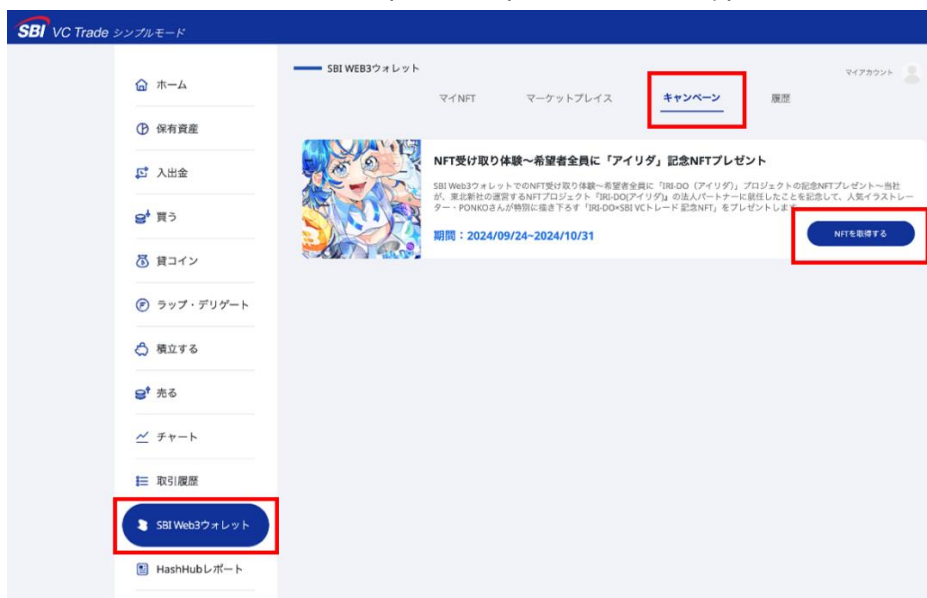 SBI VC Trade シンプルモード
ホーム
保有資産
入出金
買う
貸コイン
ラップ・デリゲート
積立する
売る
チャート
取引履歴
SBI Web3ウォレット
HashHubレポート
SBI WEB3ウォレット
マイアカウント
マイNFT
マーケットプレイス
キャンペーン
履歴
NFT受け取り体験～希望者全員に「アイリダ」記念NFTプレゼント
SBI Web3ウォレットでのNFT受け取り体験～希望者全員に「IRI-DO（アイリダ）」プロジェクトの記念NFTプレゼント～当社
が、東北新社の運営するNFTプロジェクト「IRI-DO(アイリダ)」の法人パートナーに就任したことを記念して、人気イラストレー
ター・PONKOさんが特別に描き下ろす「IRI-DO×SBI VCトレード 記念NFT」をプレゼントします
期間：2024/09/24~2024/10/31
NFTを取得する